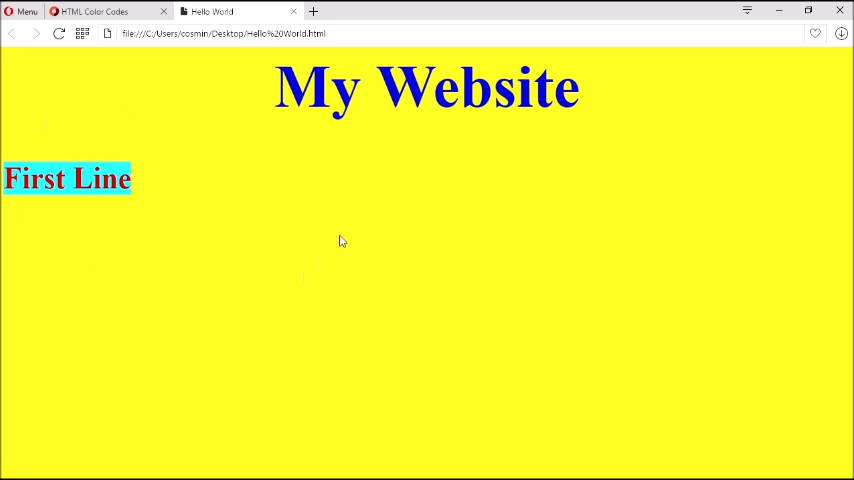 Menu
HTML Color Codes
Hello World
file:///C:/Users/cosmin/Desktop/Hello%20World.html
My Website
First Line